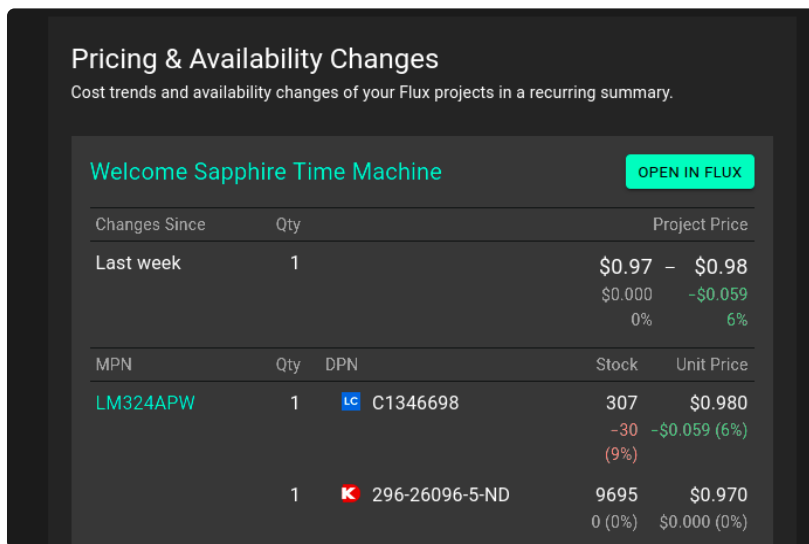 Pricing & Availability Changes
Cost trends and availability changes of your Flux projects in a recurring summary.
Welcome Sapphire Time Machine OPEN IN FLUX
Changes Since Qty Project Price
Last week 1 $0.97 – $0.98
$0.000 −$0.059
0% 6%
MPN Qty DPN Stock Unit Price
LM324APW 1 LC C1346698 307 $0.980
−30 −$0.059 (6%)
(9%)
1 K 296-26096-5-ND 9695 $0.970
0 (0%) $0.000 (0%)